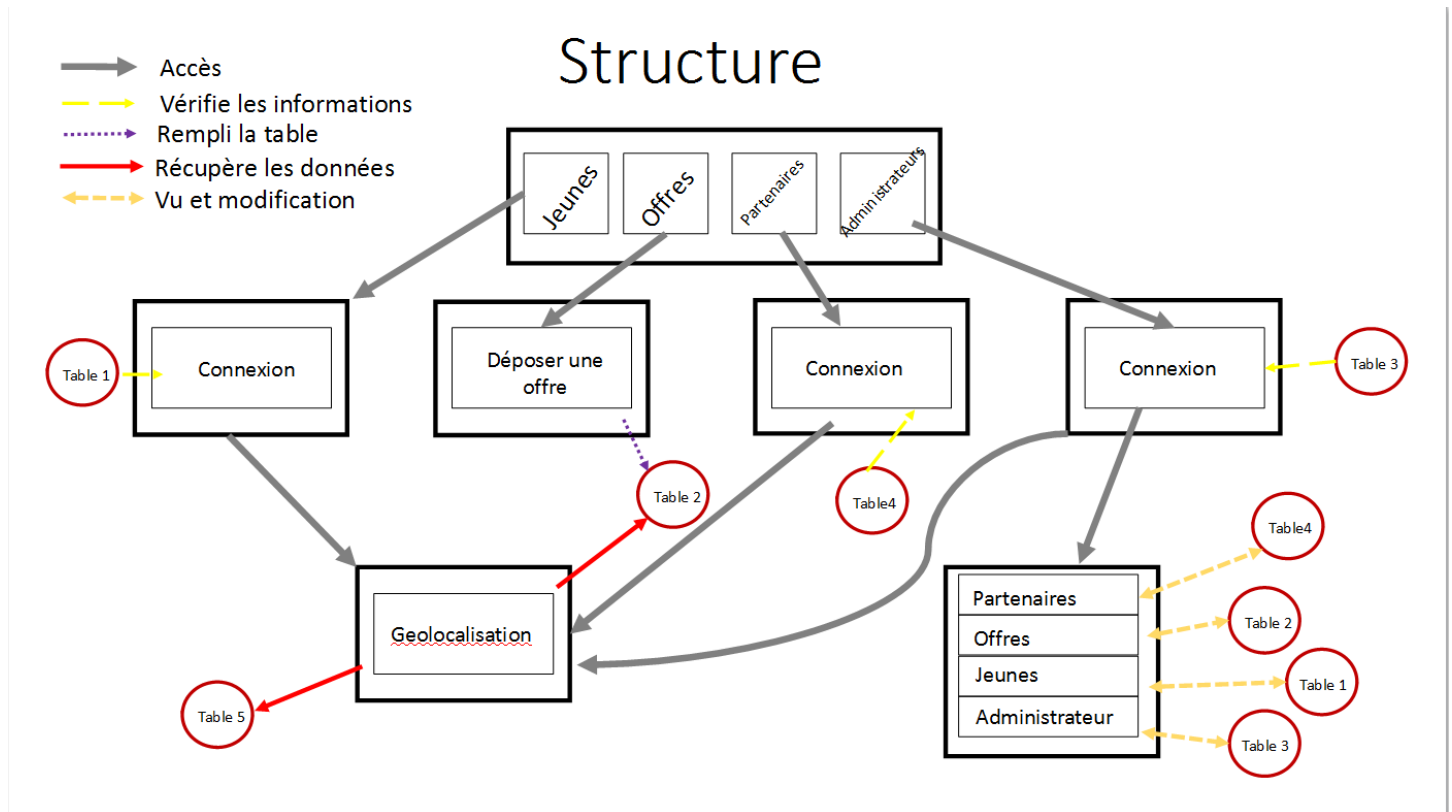 Structure
Accès
Vérifie les informations
Rempli la table
Récupère les données
Vu et modification
Jeunes
Offres
Partenaires
Administrateurs
Connexion
Déposer une
offre
Connexion
Connexion
Table 1
Table 3
Table 2
Table4
Table4
Geolocalisation
Table 5
Partenaires
Offres
Jeunes
Administrateur
Table 2
Table 1
Table 3